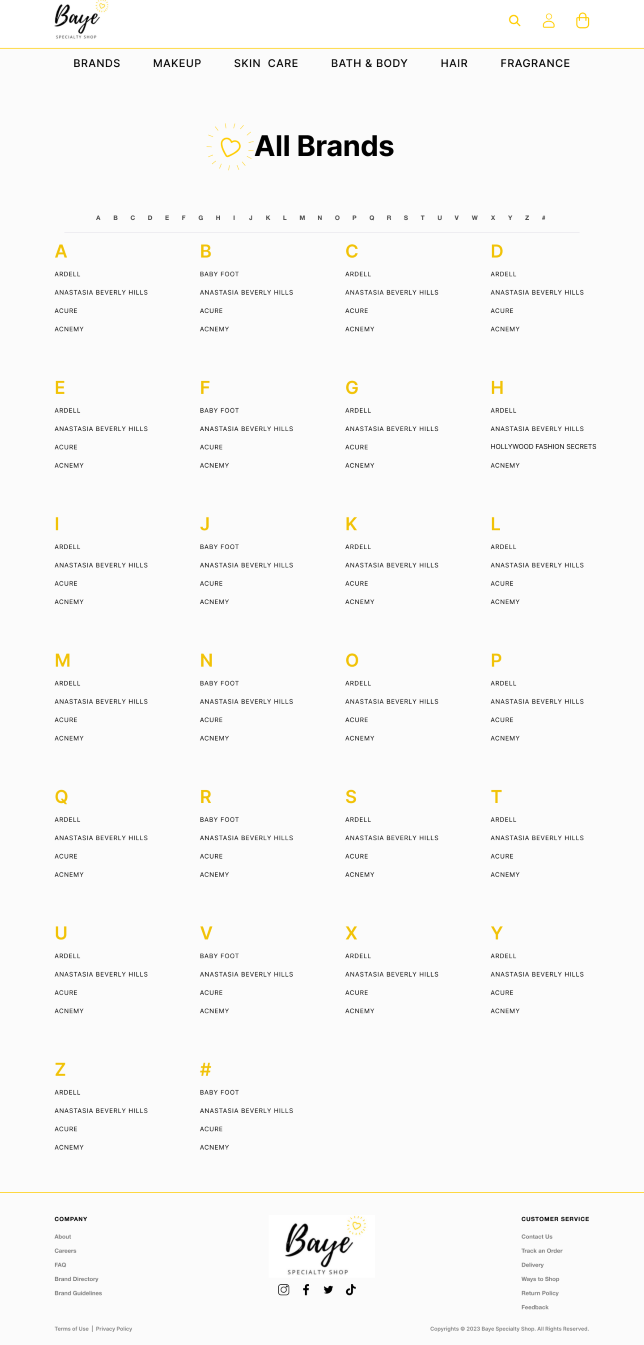 Baye
SPECIALTY SHOP
BRANDS MAKEUP SKIN CARE BATH & BODY HAIR FRAGRANCE
All Brands
A B C D E F G H I J K L M N O P Q R S T U V W X Y Z #
A B C D
ARDELL BABY FOOT ARDELL ARDELL
ANASTASIA BEVERLY HILLS ANASTASIA BEVERLY HILLS ANASTASIA BEVERLY HILLS ANASTASIA BEVERLY HILLS
ACURE ACURE ACURE ACURE
ACNEMY ACNEMY ACNEMY ACNEMY
E F G H
ARDELL BABY FOOT ARDELL ARDELL
ANASTASIA BEVERLY HILLS ANASTASIA BEVERLY HILLS ANASTASIA BEVERLY HILLS ANASTASIA BEVERLY HILLS
ACURE ACURE ACURE HOLLYWOOD FASHION SECRETS
ACNEMY ACNEMY ACNEMY ACNEMY
I J K L
ARDELL BABY FOOT ARDELL ARDELL
ANASTASIA BEVERLY HILLS ANASTASIA BEVERLY HILLS ANASTASIA BEVERLY HILLS ANASTASIA BEVERLY HILLS
ACURE ACURE ACURE ACURE
ACNEMY ACNEMY ACNEMY ACNEMY
M N O P
ARDELL BABY FOOT ARDELL ARDELL
ANASTASIA BEVERLY HILLS ANASTASIA BEVERLY HILLS ANASTASIA BEVERLY HILLS ANASTASIA BEVERLY HILLS
ACURE ACURE ACURE ACURE
ACNEMY ACNEMY ACNEMY ACNEMY
Q R S T
ARDELL BABY FOOT ARDELL ARDELL
ANASTASIA BEVERLY HILLS ANASTASIA BEVERLY HILLS ANASTASIA BEVERLY HILLS ANASTASIA BEVERLY HILLS
ACURE ACURE ACURE ACURE
ACNEMY ACNEMY ACNEMY ACNEMY
U V X Y
ARDELL BABY FOOT ARDELL ARDELL
ANASTASIA BEVERLY HILLS ANASTASIA BEVERLY HILLS ANASTASIA BEVERLY HILLS ANASTASIA BEVERLY HILLS
ACURE ACURE ACURE ACURE
ACNEMY ACNEMY ACNEMY ACNEMY
Z #
ARDELL BABY FOOT
ANASTASIA BEVERLY HILLS ANASTASIA BEVERLY HILLS
ACURE ACURE
ACNEMY ACNEMY
COMPANY
About
Careers
FAQ
Brand Directory
Brand Guidelines
Baye
SPECIALTY SHOP
CUSTOMER SERVICE
Contact Us
Track an Order
Delivery
Ways to Shop
Return Policy
Feedback
Terms of Use | Privacy Policy
Copyrights © 2023 Baye Specialty Shop. All Rights Reserved.